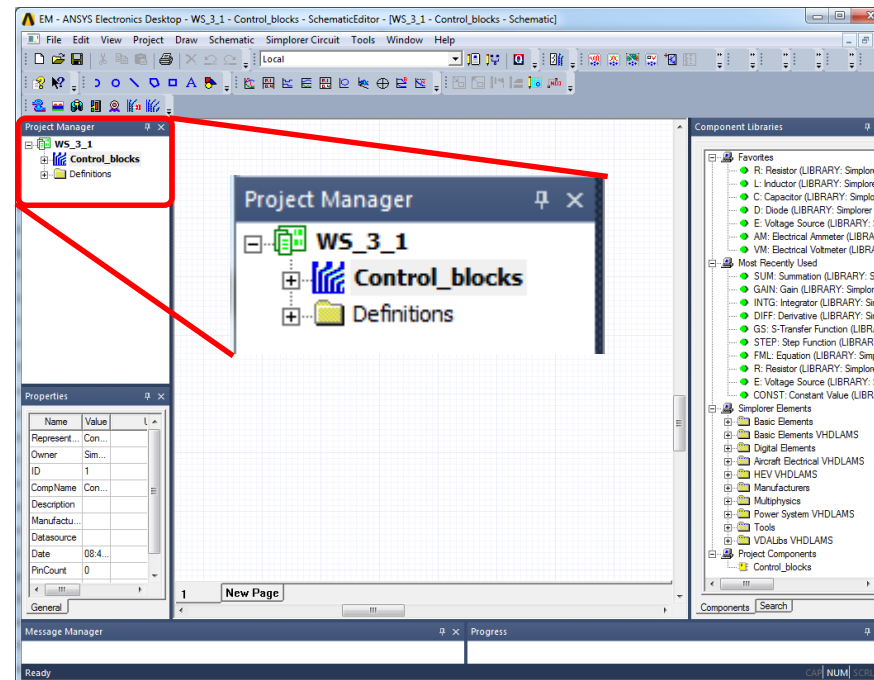 EM - ANSYS Electronics Desktop - WS_3_1 - Control_blocks - SchematicEditor - [WS_3_1 - Control_blocks - Schematic]
File Edit View Project Draw Schematic Simplorer Circuit Tools Window Help
Local
Project Manager
WS_3_1
Control_blocks
Definitions
Project Manager
WS_3_1
Control_blocks
Definitions
Properties
Name Value
Represent... Con...
Owner Sim...
ID 1
CompName Con...
Description
Manufactu...
Datasource
Date 08:4...
PinCount 0
General
1 New Page
Component Libraries
Favorites
R: Resistor (LIBRARY: Simplore
L: Inductor (LIBRARY: Simplore
C: Capacitor (LIBRARY: Simplo
D: Diode (LIBRARY: Simplorer
E: Voltage Source (LIBRARY:
AM: Electrical Ammeter (LIBRA
VM: Electrical Voltmeter (LIBRA
Most Recently Used
SUM: Summation (LIBRARY: S
GAIN: Gain (LIBRARY: Simplor
INTG: Integrator (LIBRARY: Si
DIFF: Derivative (LIBRARY: Si
GS: S-Transfer Function (LIBR
STEP: Step Function (LIBRAR
FML: Equation (LIBRARY: Simp
R: Resistor (LIBRARY: Simplore
E: Voltage Source (LIBRARY:
CONST: Constant Value (LIBR
Simplorer Elements
Basic Elements
Basic Elements VHDLAMS
Digital Elements
Aircraft Electrical VHDLAMS
HEV VHDLAMS
Manufacturers
Multiphysics
Power System VHDLAMS
Tools
VDALibs VHDLAMS
Project Components
Control_blocks
Components Search
Message Manager
Progress
Ready
CAP NUM SCRL